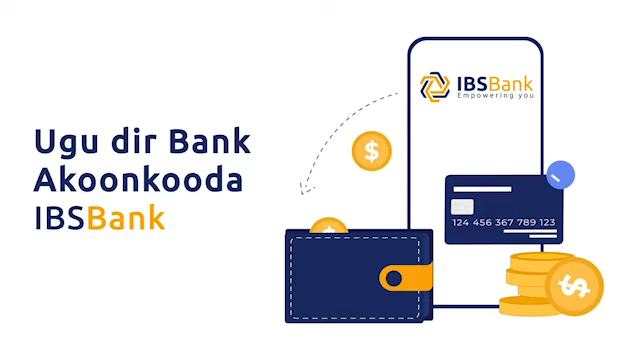 Ugu dir Bank
Akoonkooda
IBSBank
IBSBank
Empowering you
$
$
124 456 367 789 123
$